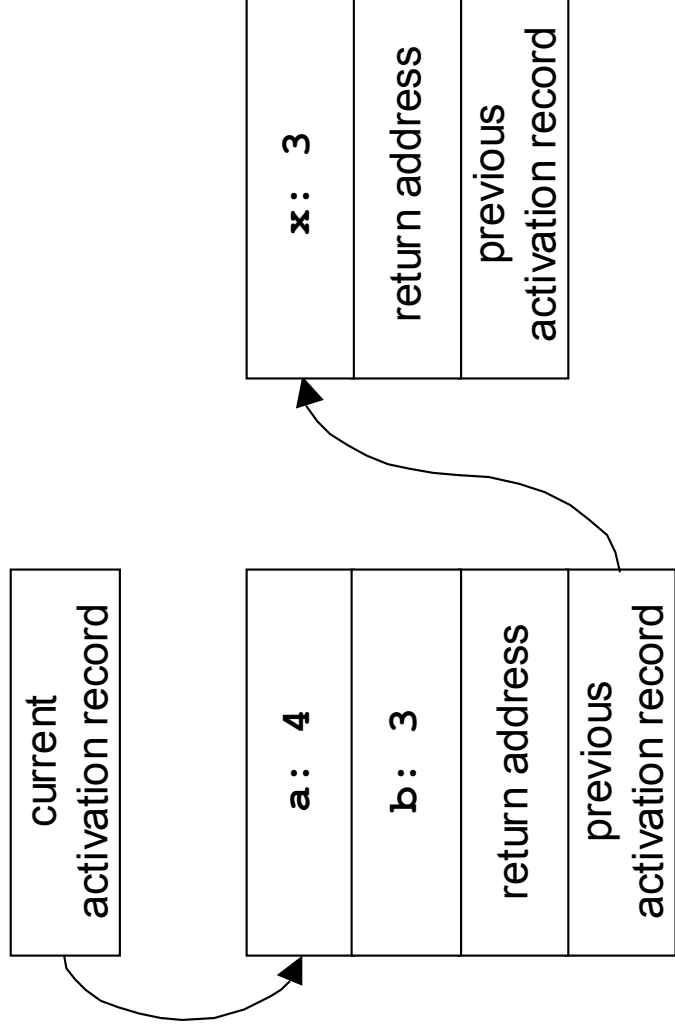 current
activation record
a: 4
b: 3
return address
previous
activation record
x: 3
return address
previous
activation record